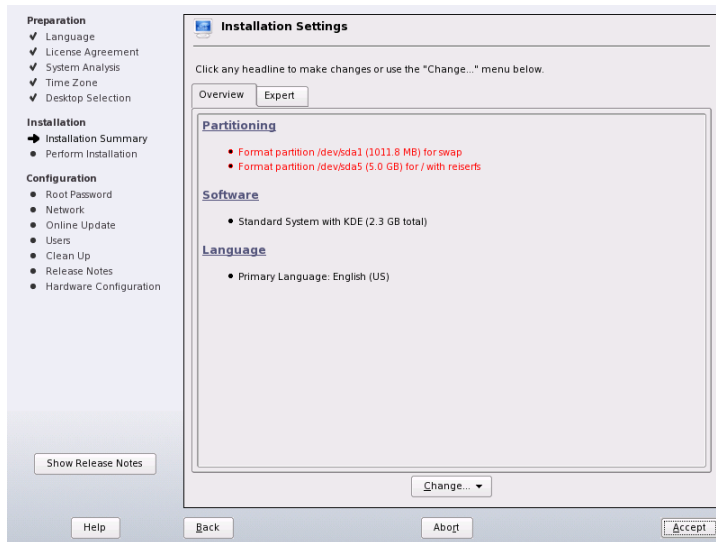 Preparation
Language
License Agreement
System Analysis
Time Zone
Desktop Selection
Installation
Installation Summary
Perform Installation
Configuration
Root Password
Network
Online Update
Users
Clean Up
Release Notes
Hardware Configuration
Show Release Notes
Installation Settings
Click any headline to make changes or use the "Change..." menu below.
Overview Expert
Partitioning
Format partition /dev/sda1 (1011.8 MB) for swap
Format partition /dev/sda5 (5.0 GB) for / with reiserfs
Software
Standard System with KDE (2.3 GB total)
Language
Primary Language: English (US)
Change...
Help Back Abort Accept